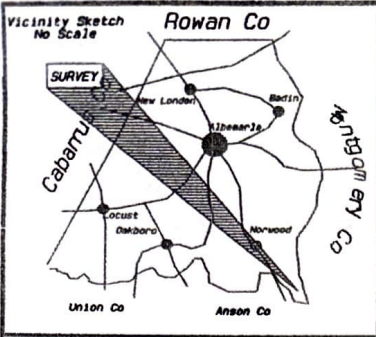 Vicinity Sketch
No Scale
Rowan Co
SURVEY
Cabarrus Co
New London
Badin
Albemarle
Montgomery Co
Locust
Oakboro
Norwood
Union Co
Anson Co